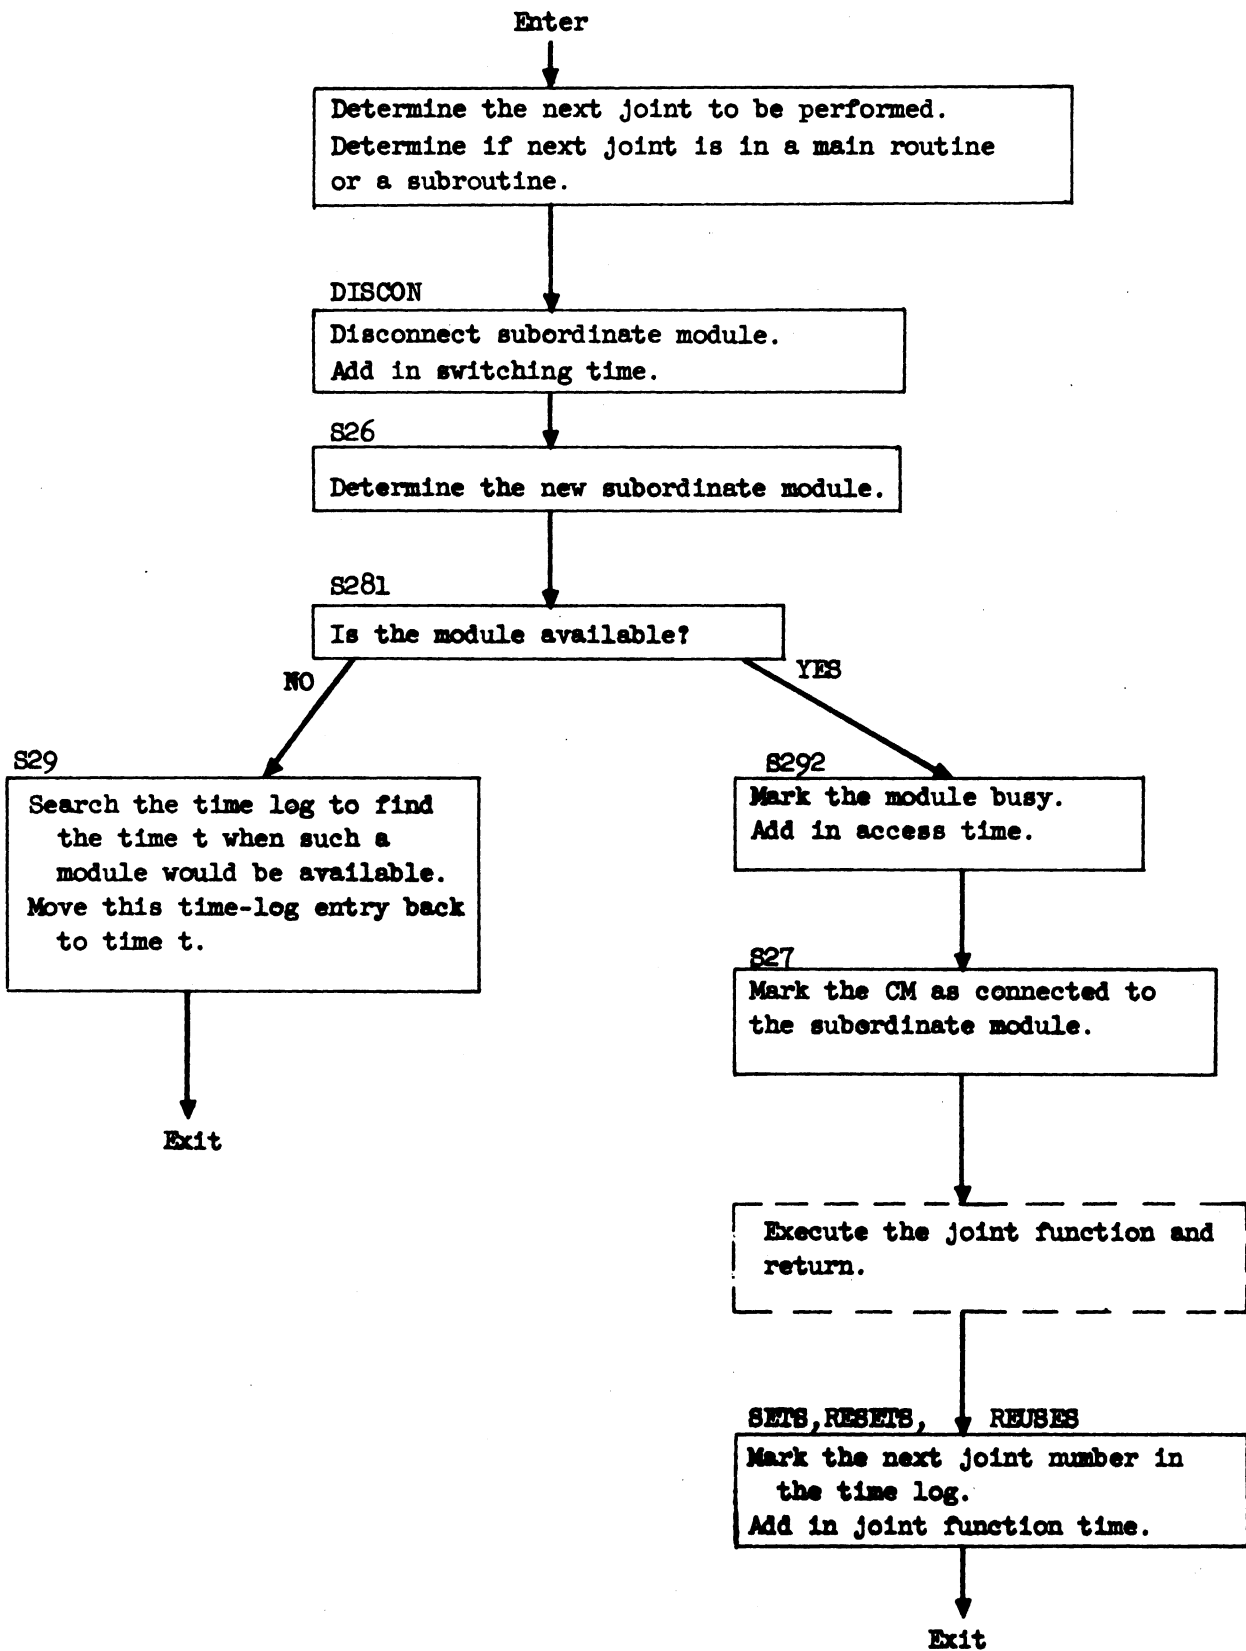 Enter
Determine the next joint to be performed.
Determine if next joint is in a main routine
or a subroutine.
DISCON
Disconnect subordinate module.
Add in switching time.
S26
Determine the new subordinate module.
S281
Is the module available?
NO
YES
S29
Search the time log to find
the time t when such a
module would be available.
Move this time-log entry back
to time t.
Exit
S292
Mark the module busy.
Add in access time.
S27
Mark the CM as connected to
the subordinate module.
Execute the joint function and
return.
SETS, RESETS, REUSES
Mark the next joint number in
the time log.
Add in joint function time.
Exit